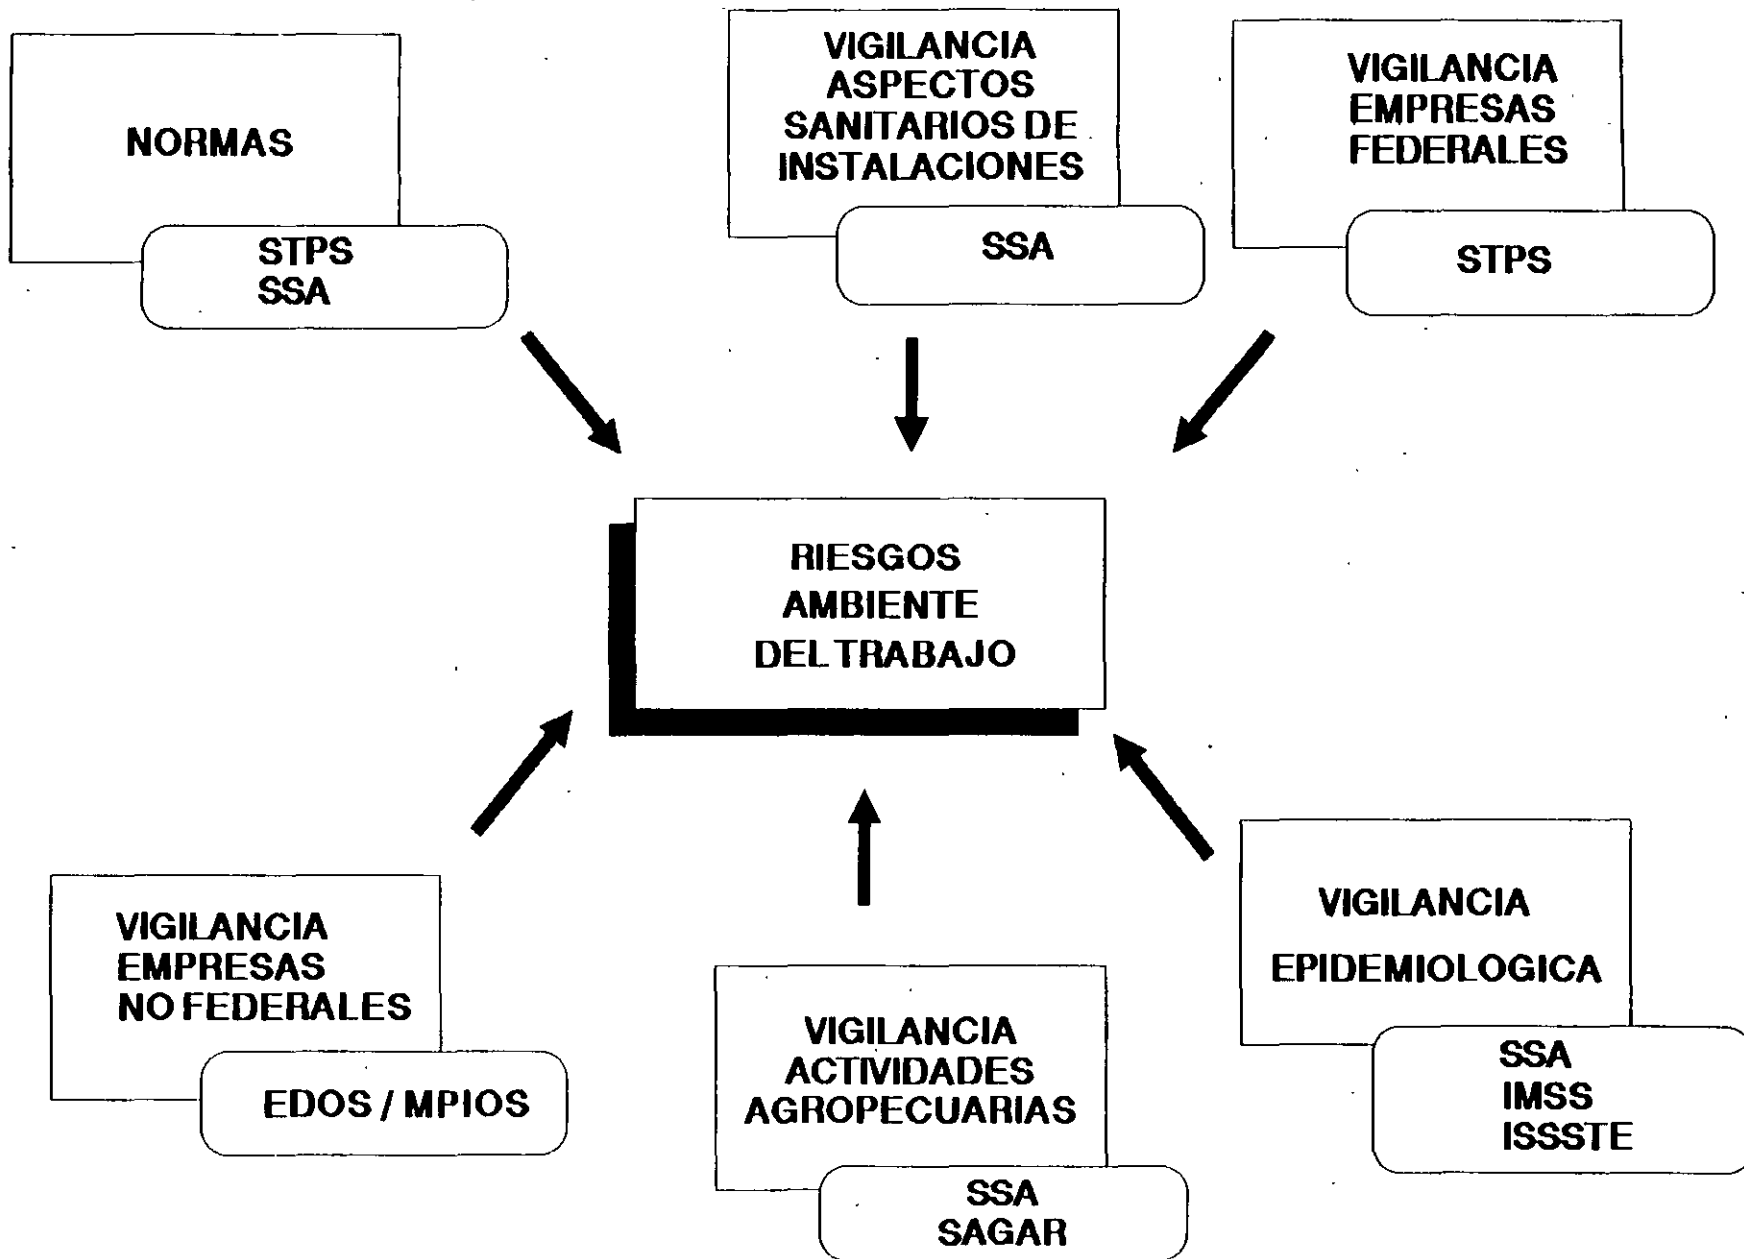 NORMAS
STPS
SSA
VIGILANCIA
ASPECTOS
SANITARIOS DE
INSTALACIONES
SSA
VIGILANCIA
EMPRESAS
FEDERALES
STPS
RIESGOS
AMBIENTE
DEL TRABAJO
VIGILANCIA
EMPRESAS
NO FEDERALES
EDOS / MPIOS
VIGILANCIA
ACTIVIDADES
AGROPECUARIAS
SSA
SAGAR
VIGILANCIA
EPIDEMIOLOGICA
SSA
IMSS
ISSSTE